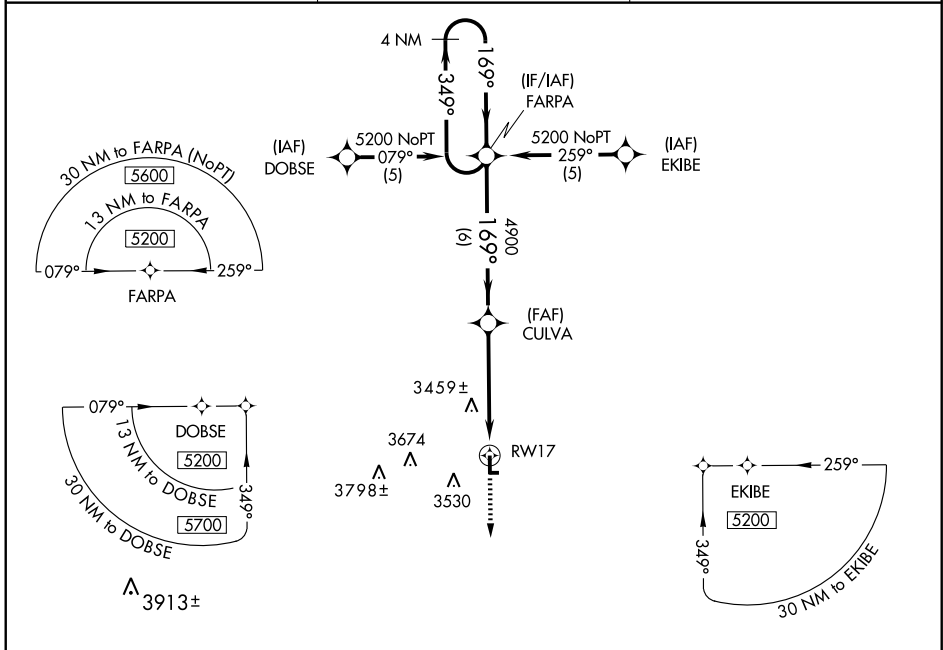 4 NM
349°
169°
(IF/IAF)
FARPA
(IAF)
DOBSE
5200 NoPT
079°
(5)
5200 NoPT
259°
(5)
(IAF)
EKIBE
30 NM to FARPA (NoPT)
5600
13 NM to FARPA
5200
079°
259°
FARPA
4900
169°
(6)
(FAF)
CULVA
3459±
3674
3798±
3530
RW17
079°
DOBSE
5200
13 NM to DOBSE
5700
30 NM to DOBSE
349°
3913±
259°
EKIBE
5200
349°
30 NM to EKIBE